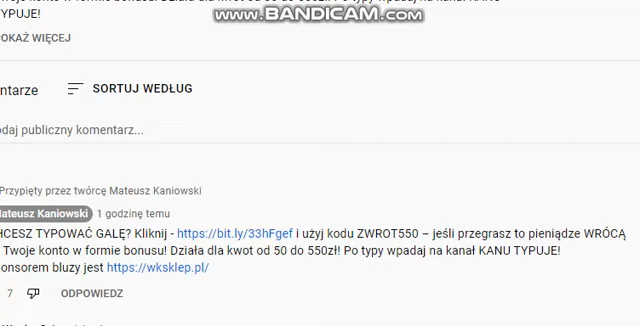 www.BANDICAM.com
TYPUJE!
POKAŻ WIĘCEJ
ntarze
SORTUJ WEDŁUG
odaj publiczny komentarz...
Przypięty przez twórcę Mateusz Kaniowski
Mateusz Kaniowski 1 godzinę temu
HCESZ TYPOWAĆ GALĘ? Kliknij - https://bit.ly/33hFgef i użyj kodu ZWROT550 – jeśli przegrasz to pieniądze WRÓCĄ
Twoje konto w formie bonusu! Działa dla kwot od 50 do 550zł! Po typy wpadaj na kanał KANU TYPUJE!
onsorem bluzy jest https://wksklep.pl/
7 ODPOWIEDZ